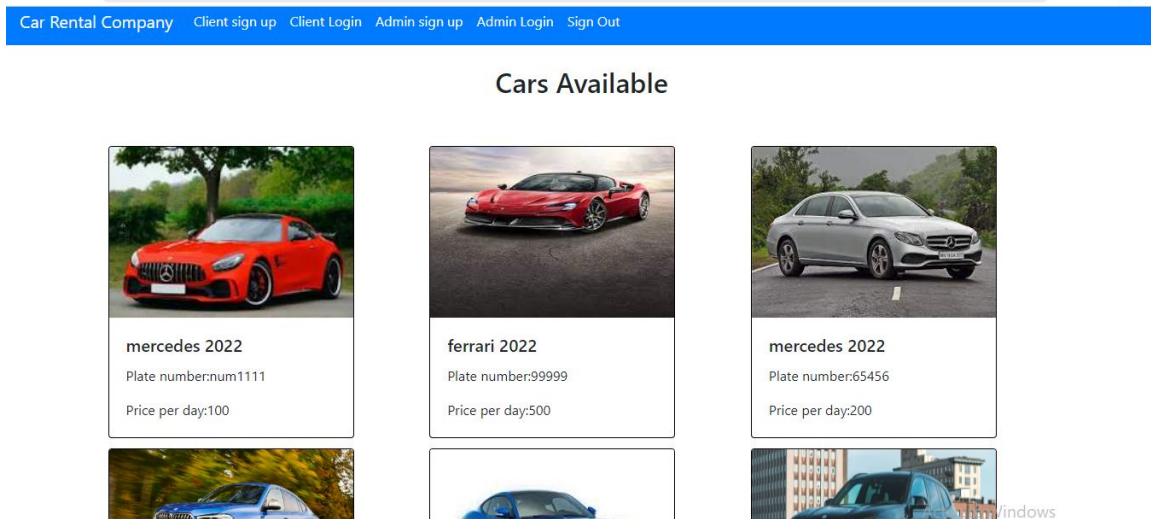 Car Rental Company Client sign up Client Login Admin sign up Admin Login Sign Out
Cars Available
mercedes 2022
Plate number:num1111
Price per day:100
ferrari 2022
Plate number:99999
Price per day:500
mercedes 2022
Plate number:65456
Price per day:200
Windows